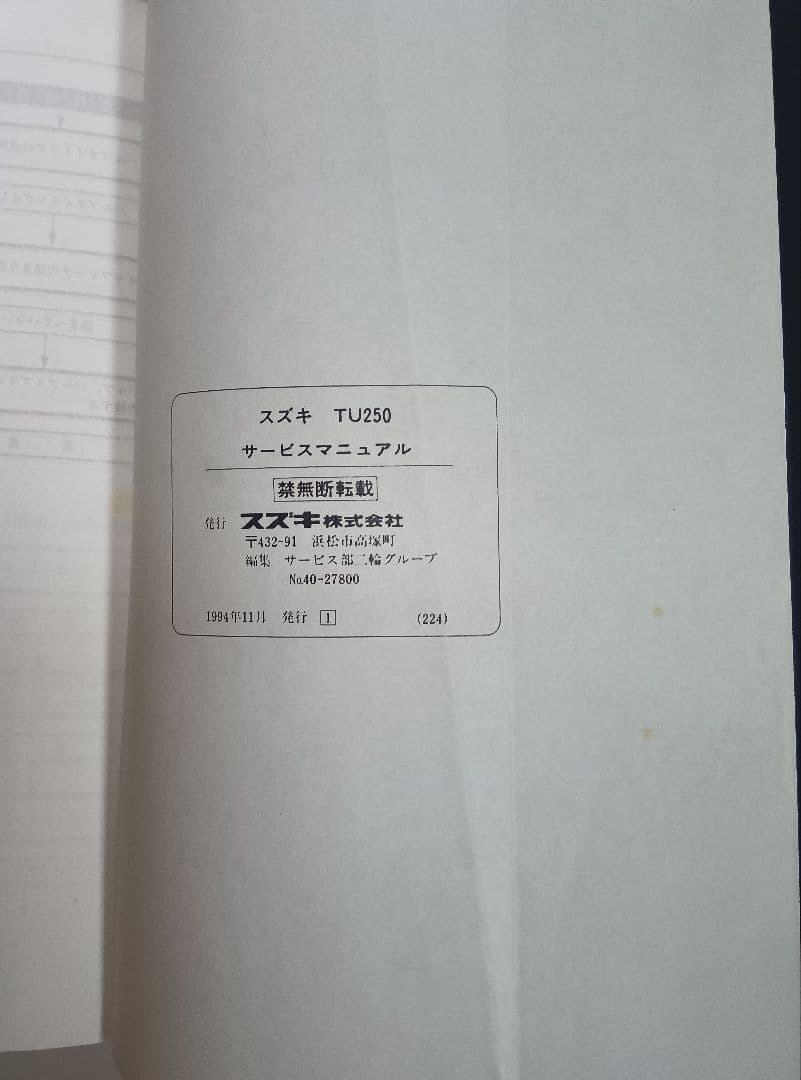 スズキ TU250
サービスマニュアル
禁無断転載
発行 スズキ株式会社
〒432-91 浜松市高塚町
編集 サービス部二輪グループ
No.40-27800
1994年11月 発行 1 (224)